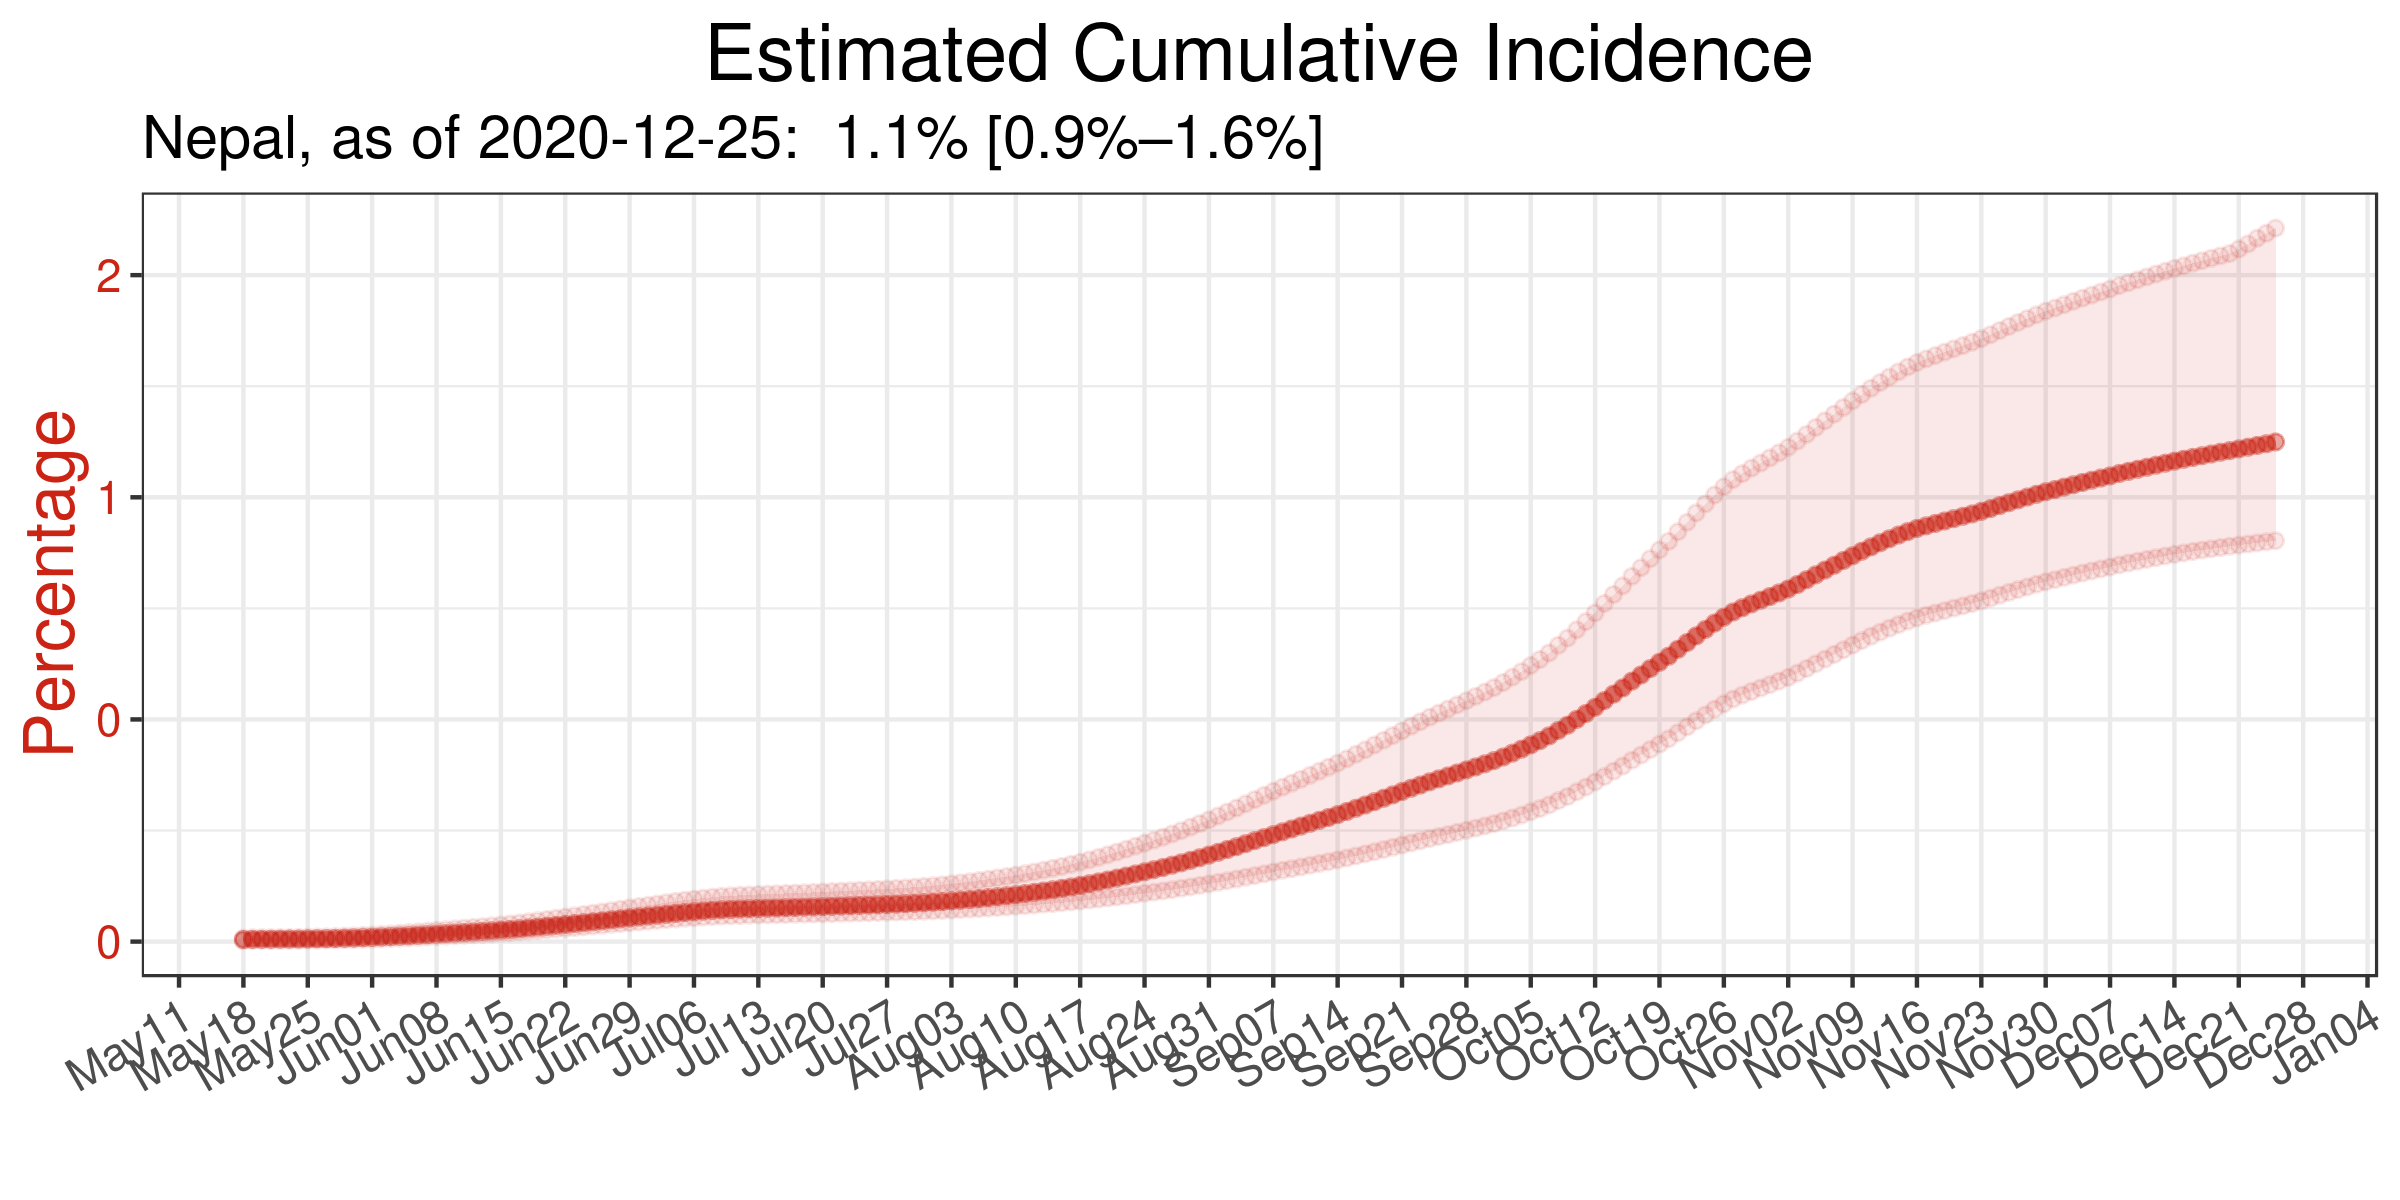 Estimated Cumulative Incidence
Nepal, as of 2020-12-25:  1.1% [0.9%–1.6%]
Percentage
2
1
0
0
May11
May18
May25
Jun01
Jun08
Jun15
Jun22
Jun29
Jul06
Jul13
Jul20
Jul27
Aug03
Aug10
Aug17
Aug24
Aug31
Sep07
Sep14
Sep21
Sep28
Oct05
Oct12
Oct19
Oct26
Nov02
Nov09
Nov16
Nov23
Nov30
Dec07
Dec14
Dec21
Dec28
Jan04